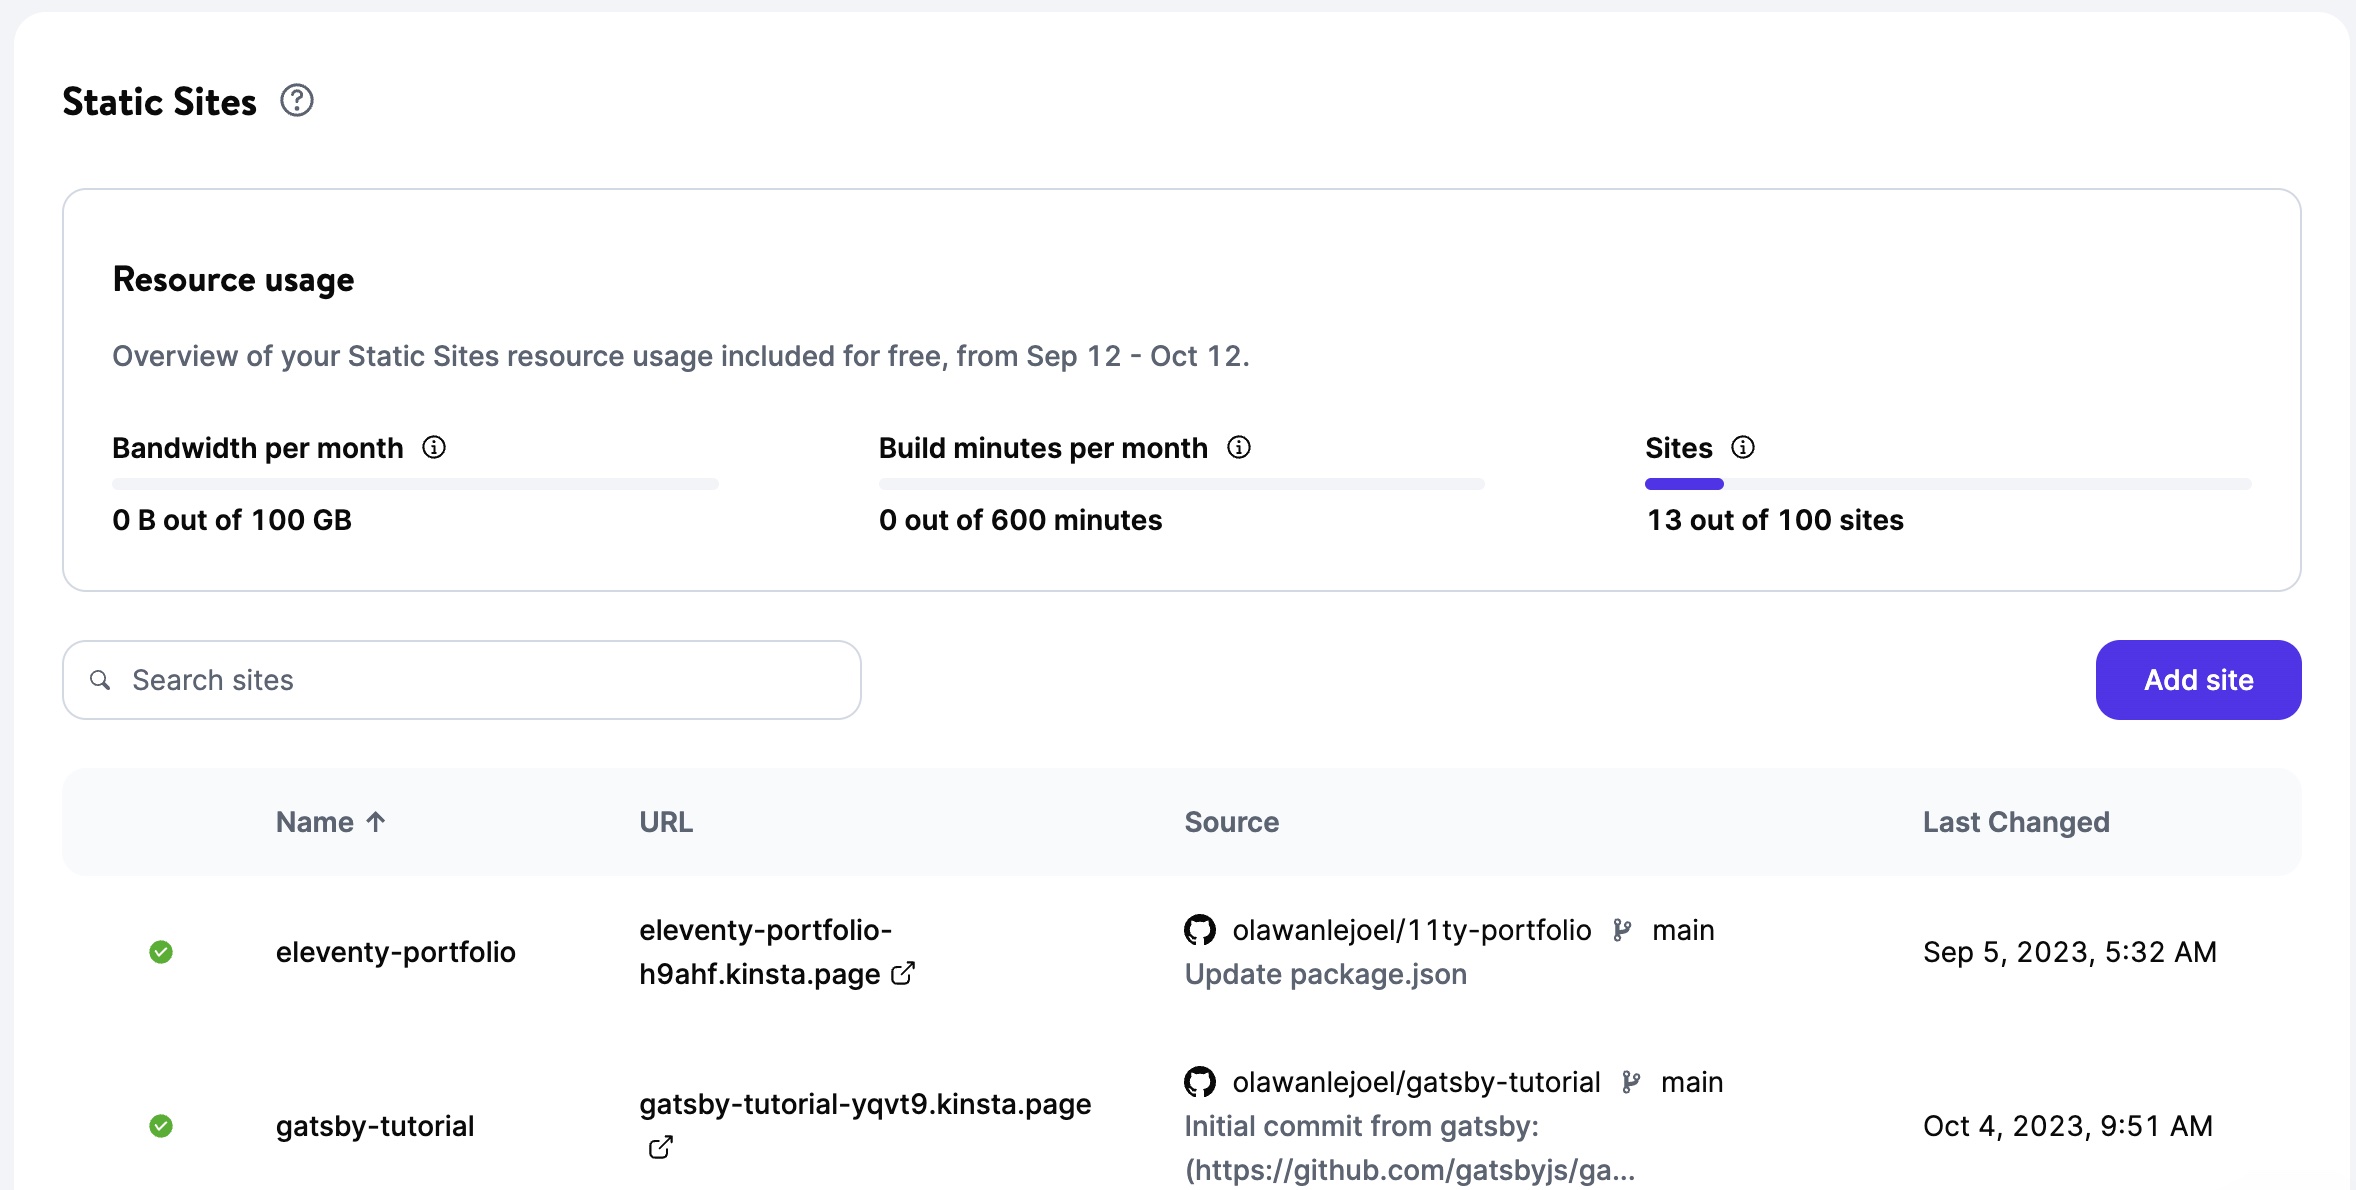 Static Sites
Resource usage
Overview of your Static Sites resource usage included for free, from Sep 12 - Oct 12.
Bandwidth per month
0 B out of 100 GB
Build minutes per month
0 out of 600 minutes
Sites
13 out of 100 sites
Search sites
Add site
Name ↑ URL Source Last Changed
eleventy-portfolio
eleventy-portfolio-
h9ahf.kinsta.page
olawanlejoel/11ty-portfolio main
Update package.json
Sep 5, 2023, 5:32 AM
gatsby-tutorial
gatsby-tutorial-yqvt9.kinsta.page
olawanlejoel/gatsby-tutorial main
Initial commit from gatsby:
(https://github.com/gatsbyjs/ga...
Oct 4, 2023, 9:51 AM